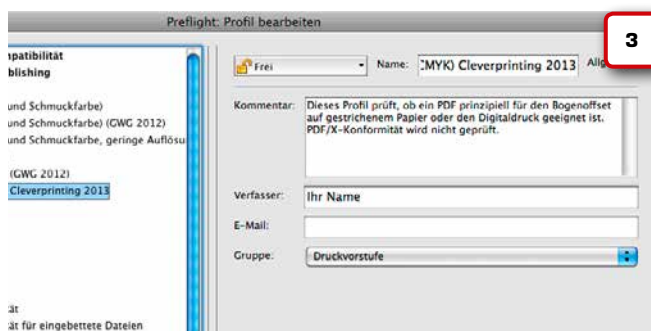 Preflight: Profil bearbeiten
3
npatibilität
blishing
und Schmuckfarbe)
und Schmuckfarbe) (GWG 2012)
und Schmuckfarbe, geringe Auflösu
(GWG 2012)
Cleverprinting 2013
ät
ät für eingebettete Dateien
Frei
Name: :MYK) Cleverprinting 2013 Allg
Kommentar: Dieses Profil prüft, ob ein PDF prinzipiell für den Bogenoffset
auf gestrichenem Papier oder den Digitaldruck geeignet ist.
PDF/X-Konformität wird nicht geprüft.
Verfasser: Ihr Name
E-Mail:
Gruppe: Druckvorstufe